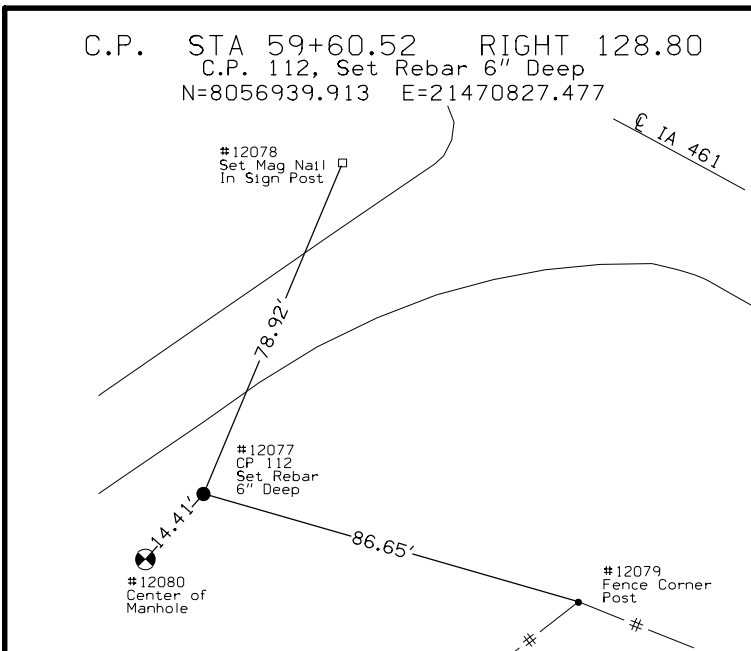 C.P. STA 59+60.52 RIGHT 128.80
C.P. 112, Set Rebar 6" Deep
N=8056939.913 E=21470827.477
℄ IA 461
#12078
Set Mag Nail
In Sign Post
78.92'
#12077
CP 112
Set Rebar
6" Deep
14.41'
86.65'
#12080
Center of
Manhole
#12079
Fence Corner
Post